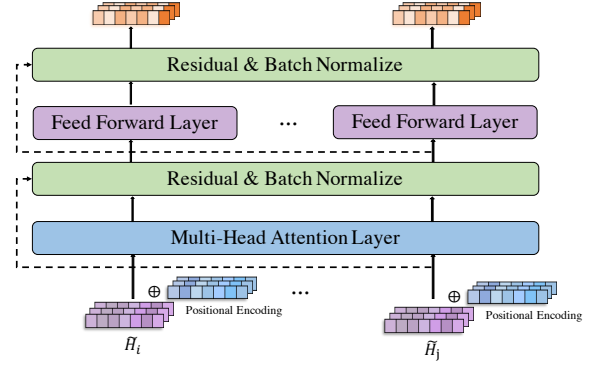 Residual & Batch Normalize
Feed Forward Layer ... Feed Forward Layer
Residual & Batch Normalize
Multi-Head Attention Layer
⊕ ... ⊕
Positional Encoding Positional Encoding
H̃ᵢ H̃ⱼ